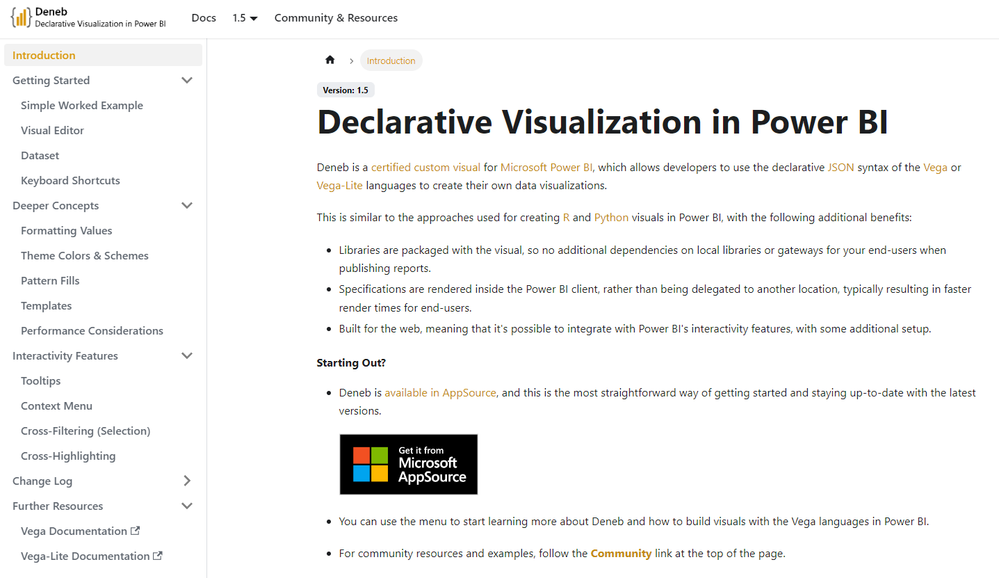 Deneb
Declarative Visualization in Power BI
Docs
1.5
Community & Resources
Introduction
Getting Started
Simple Worked Example
Visual Editor
Dataset
Keyboard Shortcuts
Deeper Concepts
Formatting Values
Theme Colors & Schemes
Pattern Fills
Templates
Performance Considerations
Interactivity Features
Tooltips
Context Menu
Cross-Filtering (Selection)
Cross-Highlighting
Change Log
Further Resources
Vega Documentation
Vega-Lite Documentation
Introduction
Version: 1.5
Declarative Visualization in Power BI
Deneb is a certified custom visual for Microsoft Power BI, which allows developers to use the declarative JSON syntax of the Vega or
Vega-Lite languages to create their own data visualizations.
This is similar to the approaches used for creating R and Python visuals in Power BI, with the following additional benefits:
• Libraries are packaged with the visual, so no additional dependencies on local libraries or gateways for your end-users when
publishing reports.
• Specifications are rendered inside the Power BI client, rather than being delegated to another location, typically resulting in faster
render times for end-users.
• Built for the web, meaning that it's possible to integrate with Power BI's interactivity features, with some additional setup.
Starting Out?
• Deneb is available in AppSource, and this is the most straightforward way of getting started and staying up-to-date with the latest
versions.
Get it from
Microsoft
AppSource
• You can use the menu to start learning more about Deneb and how to build visuals with the Vega languages in Power BI.
• For community resources and examples, follow the Community link at the top of the page.